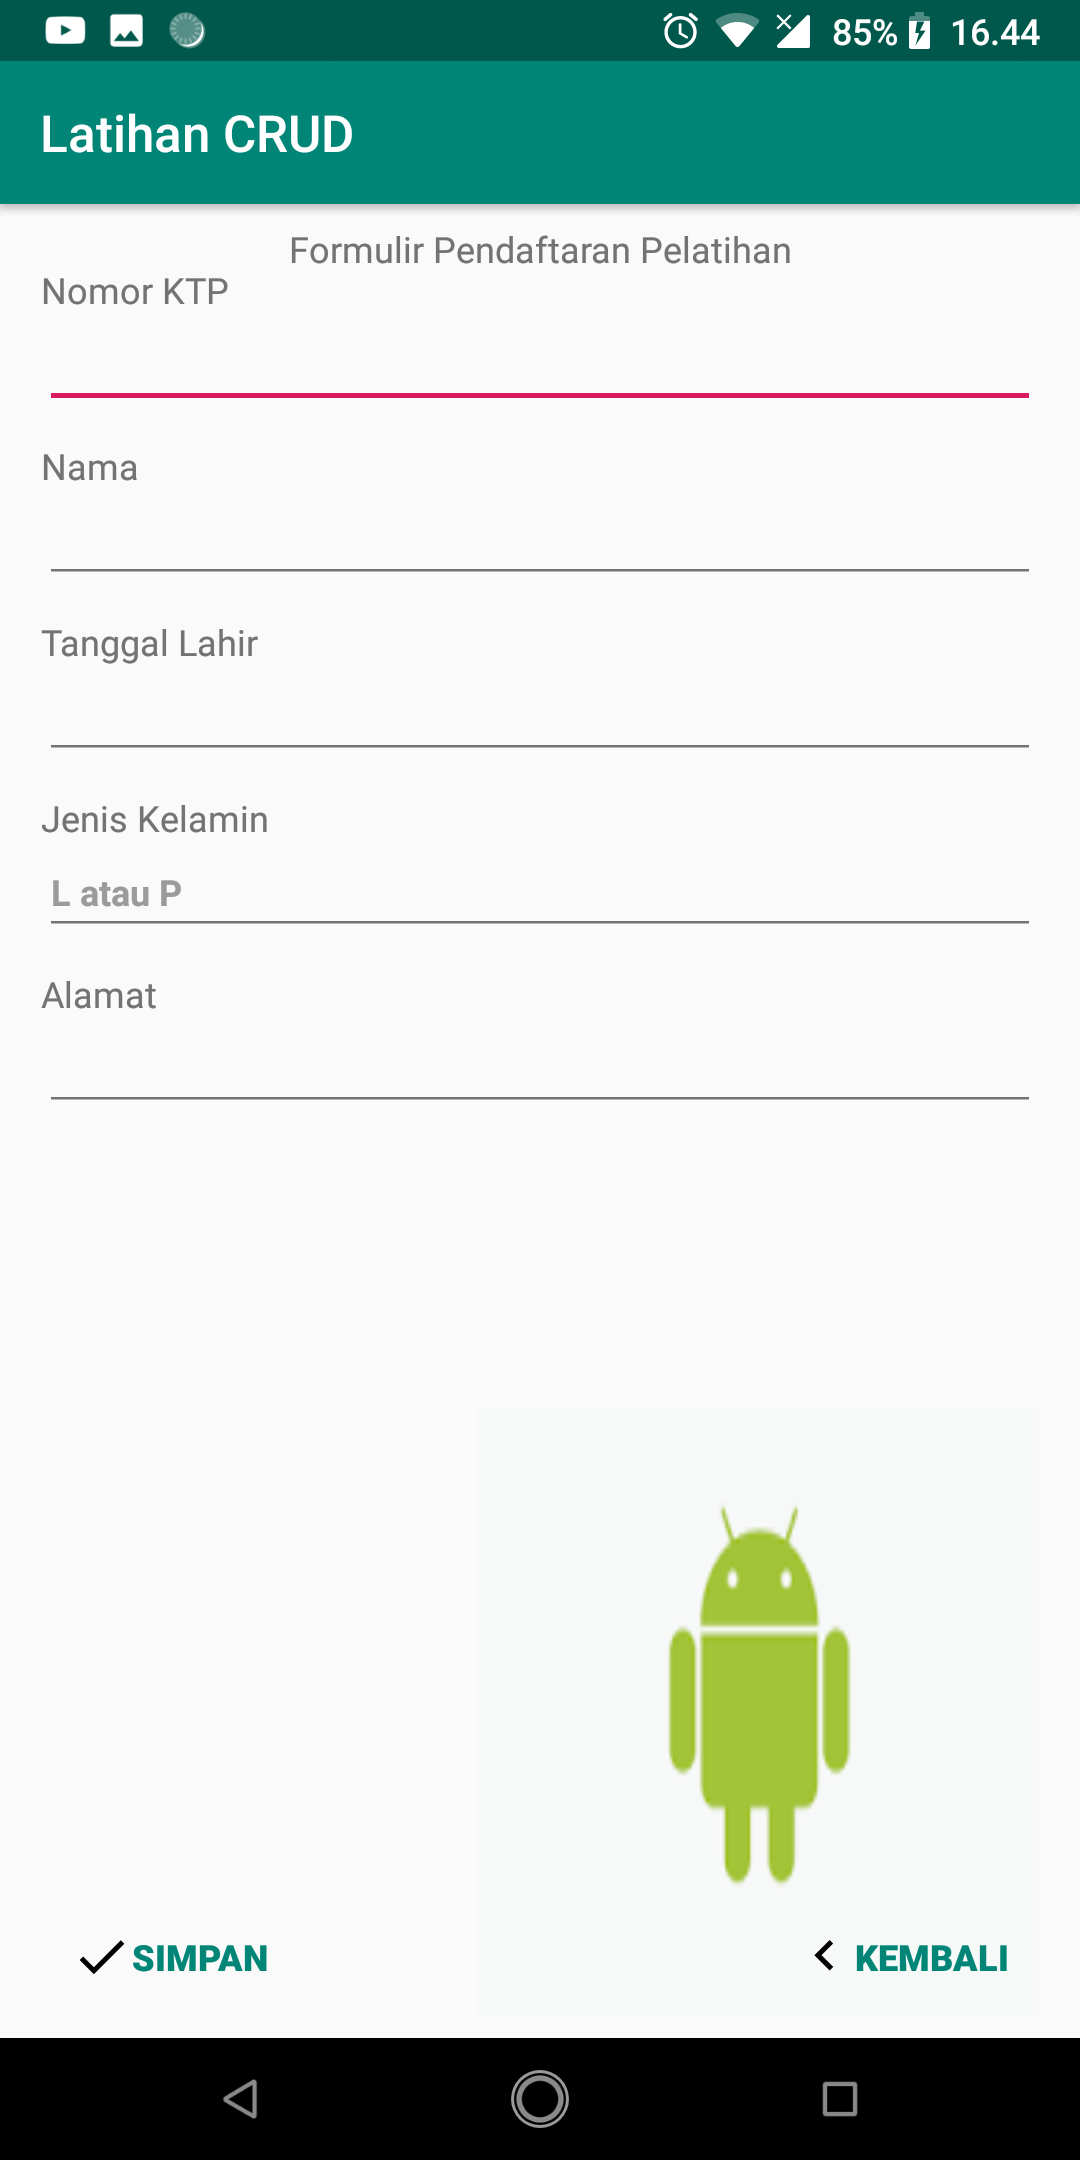 85% 16.44
Latihan CRUD
Formulir Pendaftaran Pelatihan
Nomor KTP
Nama
Tanggal Lahir
Jenis Kelamin
L atau P
Alamat
SIMPAN KEMBALI